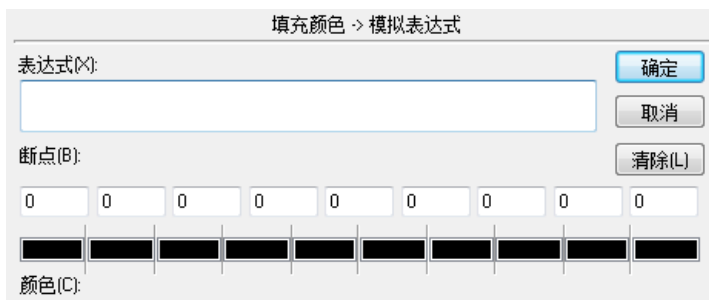 填充颜色 -> 模拟表达式
表达式(X):
确定
取消
断点(B):
清除(L)
0 0 0 0 0 0 0 0 0
颜色(C):